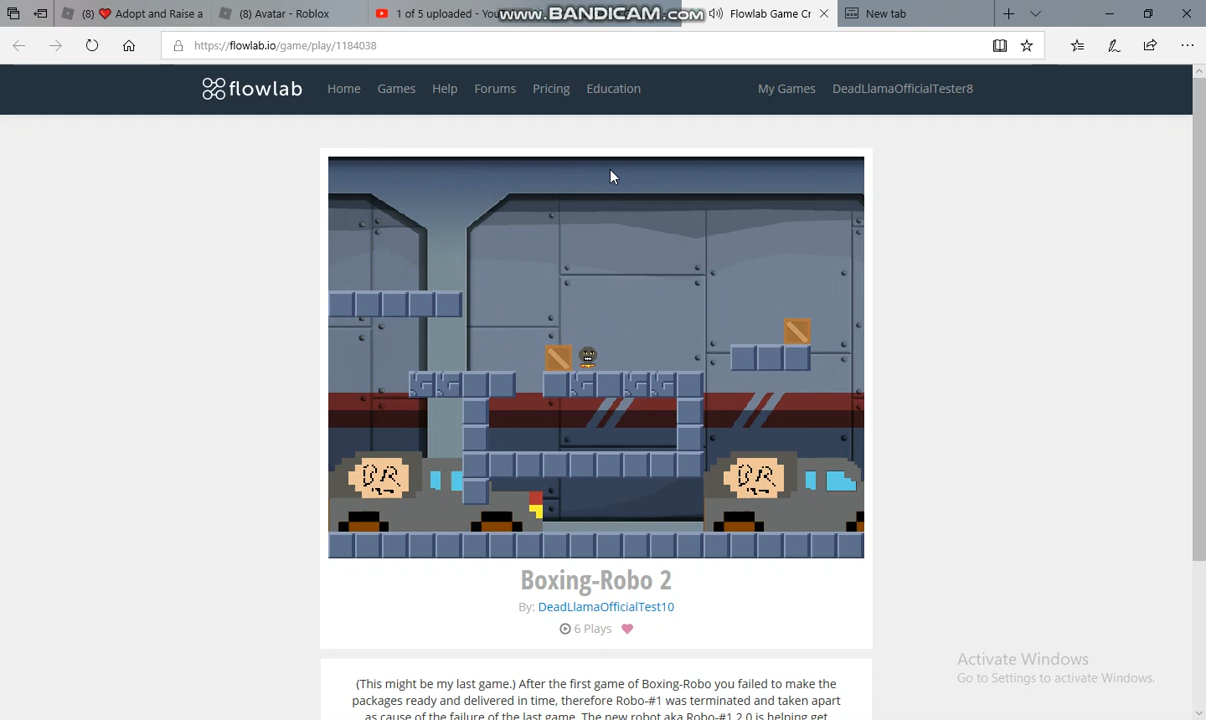 (8) ❤ Adopt and Raise a
(8) Avatar - Roblox
1 of 5 uploaded - You
www.BANDICAM.com
Flowlab Game Cr
New tab
https://flowlab.io/game/play/1184038
flowlab
Home
Games
Help
Forums
Pricing
Education
My Games
DeadLlamaOfficialTester8
BR
BR
Boxing-Robo 2
By: DeadLlamaOfficialTest10
6 Plays
(This might be my last game.) After the first game of Boxing-Robo you failed to make the
packages ready and delivered in time, therefore Robo-#1 was terminated and taken apart
as cause of the failure of the last game. The new robot aka Robo-#1 2.0 is helping get
Activate Windows
Go to Settings to activate Windows.